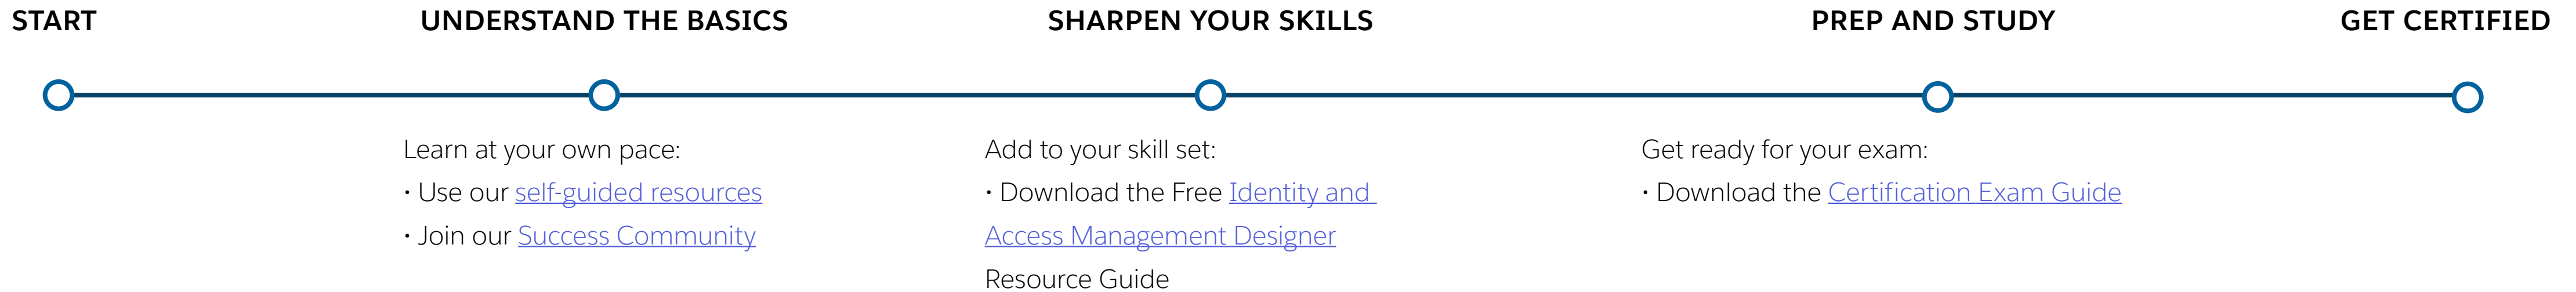 START
UNDERSTAND THE BASICS
SHARPEN YOUR SKILLS
PREP AND STUDY
GET CERTIFIED
Learn at your own pace:
· Use our self-guided resources
· Join our Success Community
Add to your skill set:
· Download the Free Identity and
Access Management Designer
Resource Guide
Get ready for your exam:
· Download the Certification Exam Guide